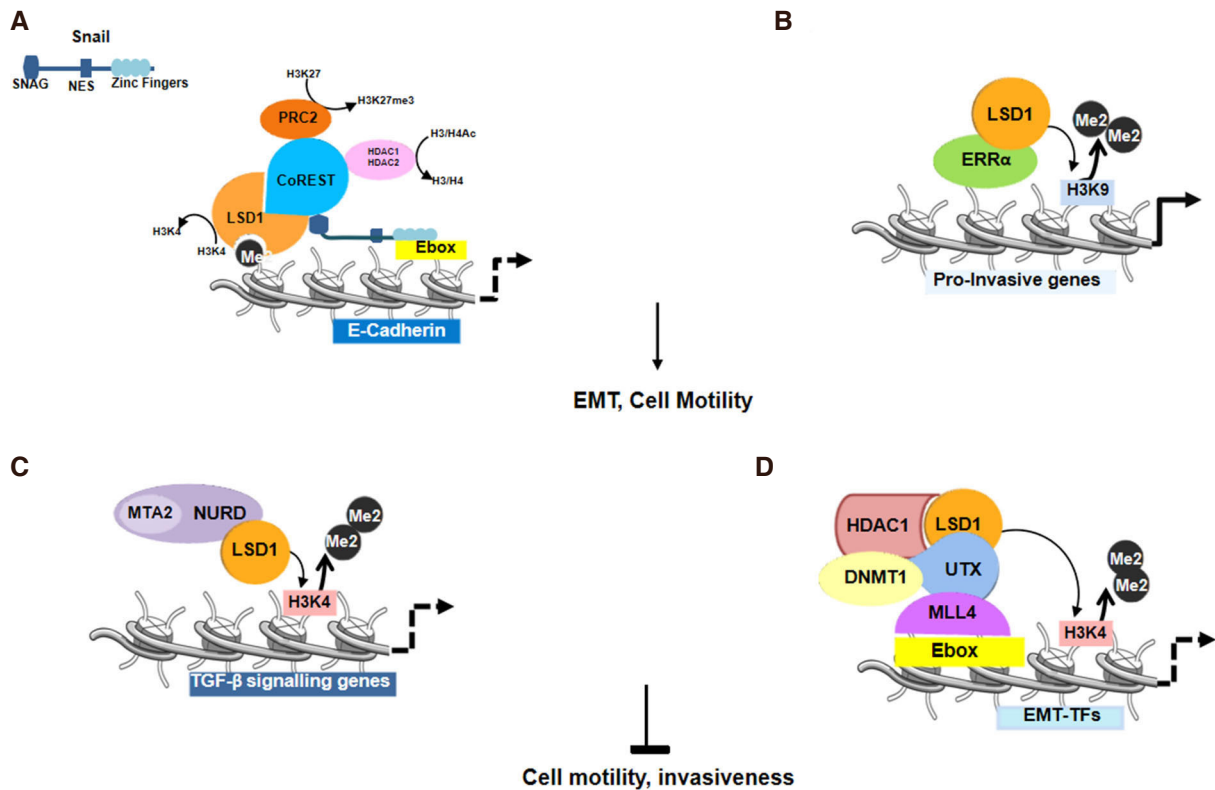 A
Snail
SNAG
NES
Zinc Fingers
H3K27
H3K27me3
PRC2
HDAC1
HDAC2
H3/H4Ac
H3/H4
CoREST
LSD1
H3K4
H3K4
Me2
Ebox
E-Cadherin
B
LSD1
ERRα
Me2
Me2
H3K9
Pro-Invasive genes
EMT, Cell Motility
C
MTA2
NURD
LSD1
Me2
Me2
H3K4
TGF-β signalling genes
D
HDAC1
LSD1
DNMT1
UTX
MLL4
Ebox
Me2
Me2
H3K4
EMT-TFs
Cell motility, invasiveness